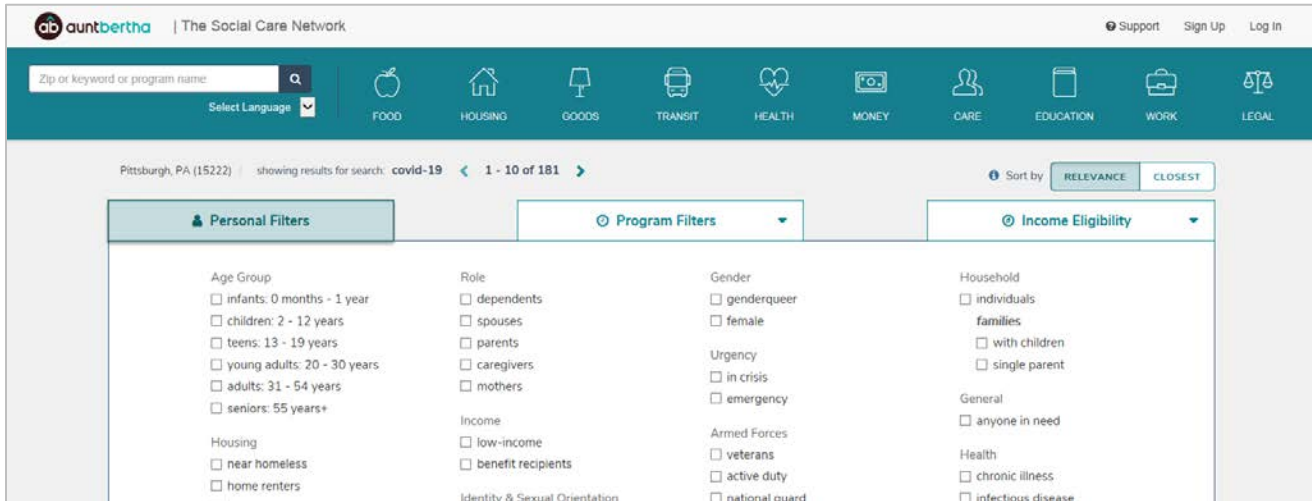 ab auntbertha | The Social Care Network
Support Sign Up Log In
Zip or keyword or program name
Select Language
FOOD HOUSING GOODS TRANSIT HEALTH MONEY CARE EDUCATION WORK LEGAL
Pittsburgh, PA (15222) / showing results for search: covid-19 < 1 - 10 of 181 >
Sort by RELEVANCE CLOSEST
Personal Filters
Program Filters
Income Eligibility
Age Group
infants: 0 months - 1 year
children: 2 - 12 years
teens: 13 - 19 years
young adults: 20 - 30 years
adults: 31 - 54 years
seniors: 55 years+
Housing
near homeless
home renters
Role
dependents
spouses
parents
caregivers
mothers
Income
low-income
benefit recipients
Identity & Sexual Orientation
Gender
genderqueer
female
Urgency
in crisis
emergency
Armed Forces
veterans
active duty
national guard
Household
individuals
families
with children
single parent
General
anyone in need
Health
chronic illness
infectious disease